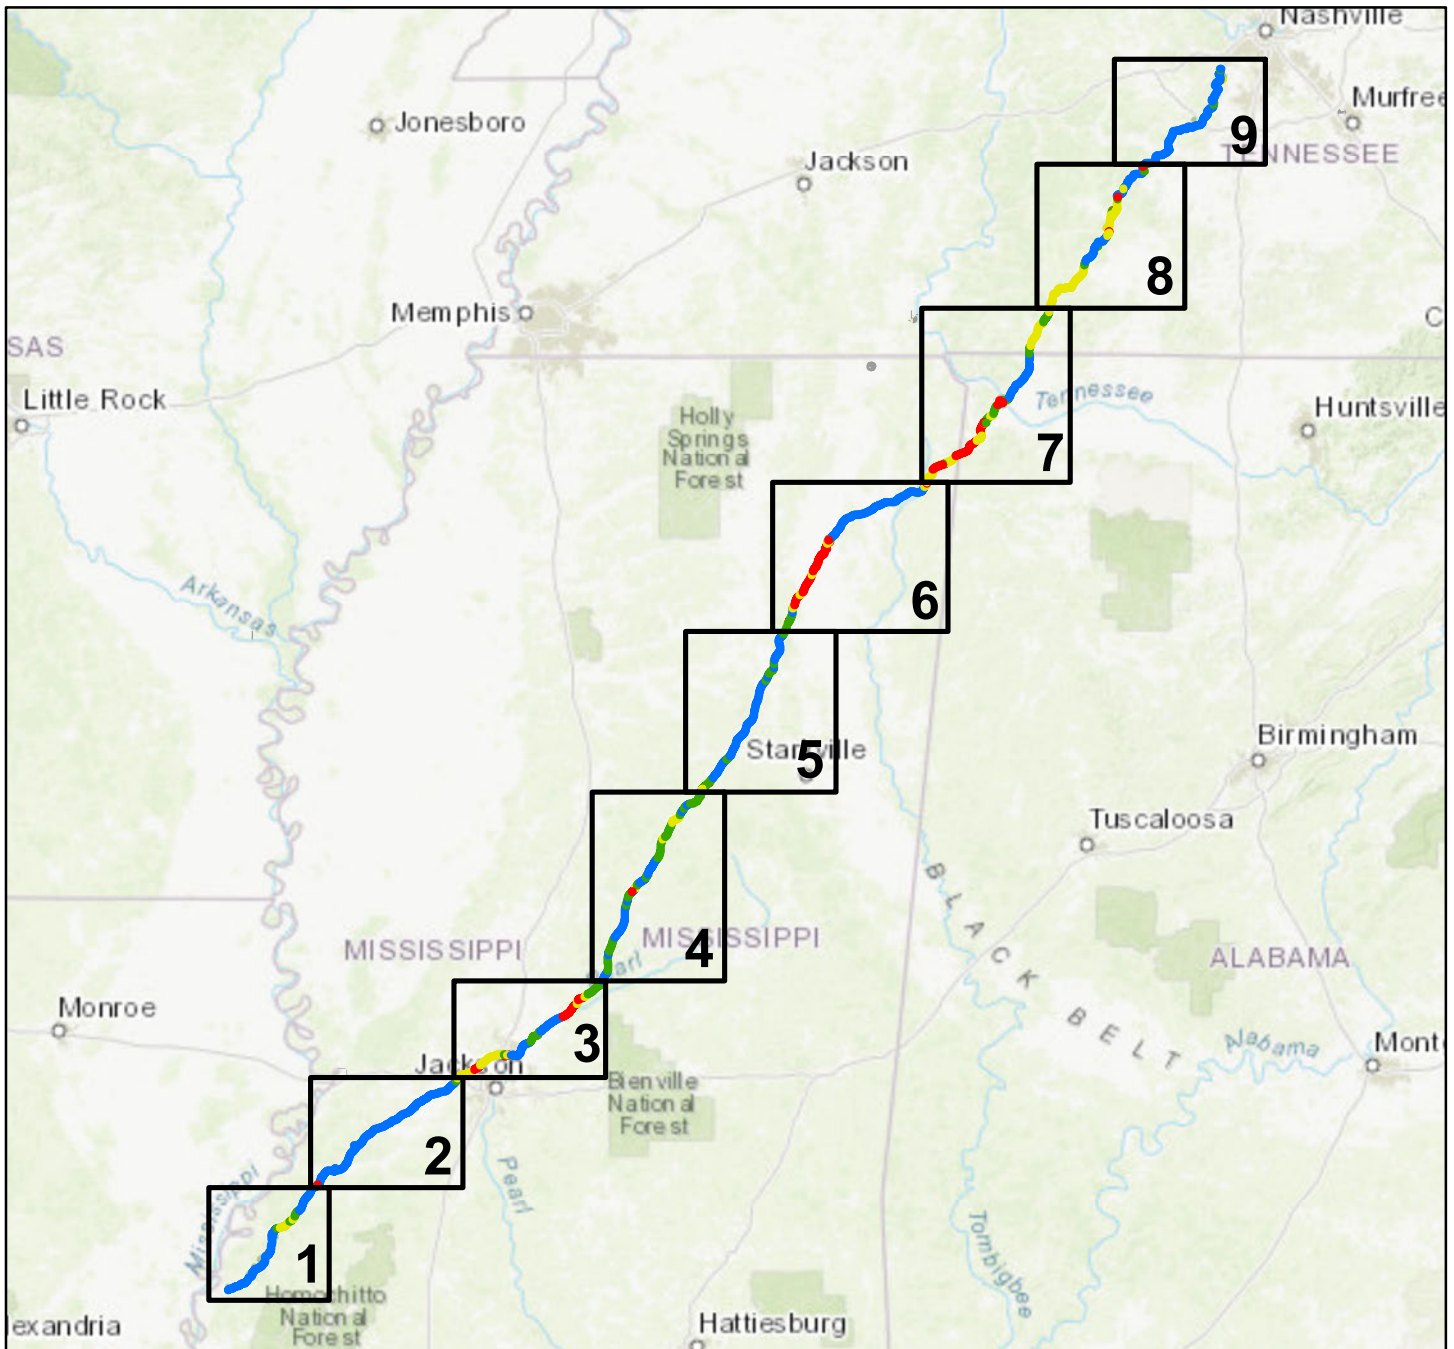 Nashville
Murfree
9
TENNESSEE
Jonesboro
Jackson
8
Memphis
C
SAS
Little Rock
Tennessee
Huntsville
Holly
Springs
National
Forest
7
6
Arkansas
Birmingham
Starkville
5
Tuscaloosa
BLACK BELT
MISSISSIPPI
MISSISSIPPI
4
ALABAMA
Pearl
Monroe
3
Alabama
Mont
Jackson
Bienville
National
Forest
2
Mississippi
Pearl
Tombigbee
1
Homochitto
National
Forest
exandria
Hattiesburg